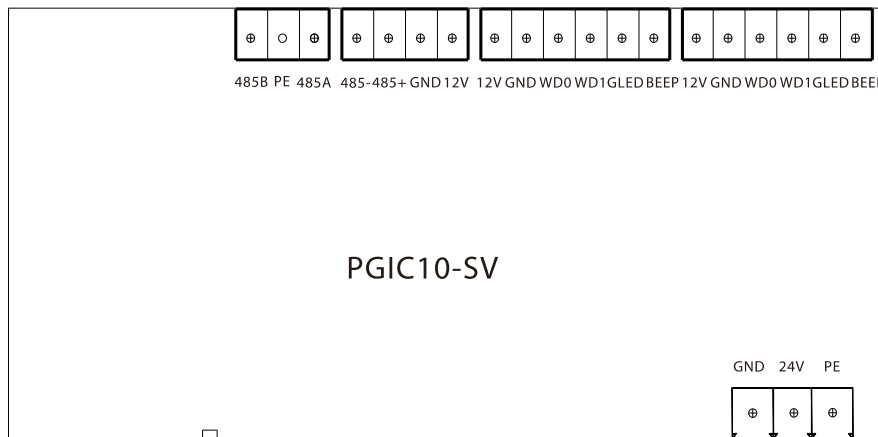 485B PE 485A 485- 485+ GND 12V 12V GND WD0 WD1 GLED BEEP 12V GND WD0 WD1 GLED BEE
PGIC10-SV
GND 24V PE